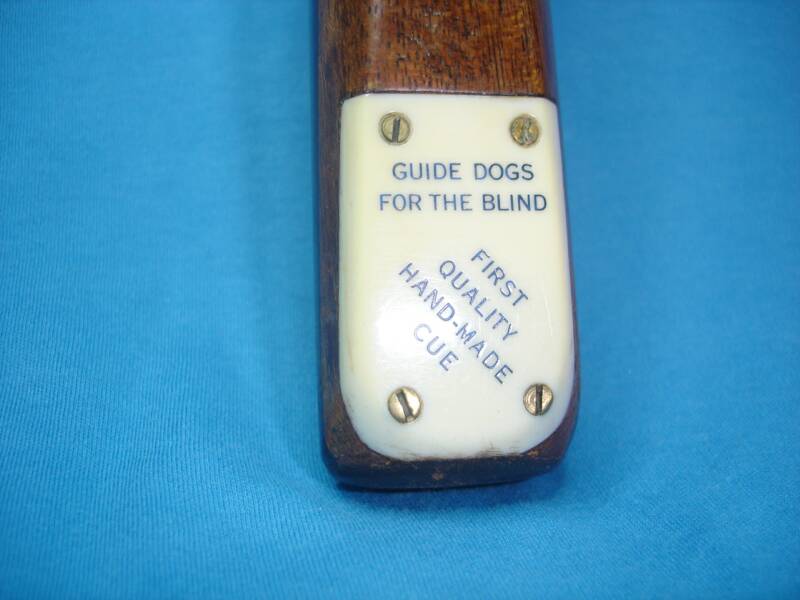 GUIDE DOGS
FOR THE BLIND
FIRST
QUALITY
HAND-MADE
CUE